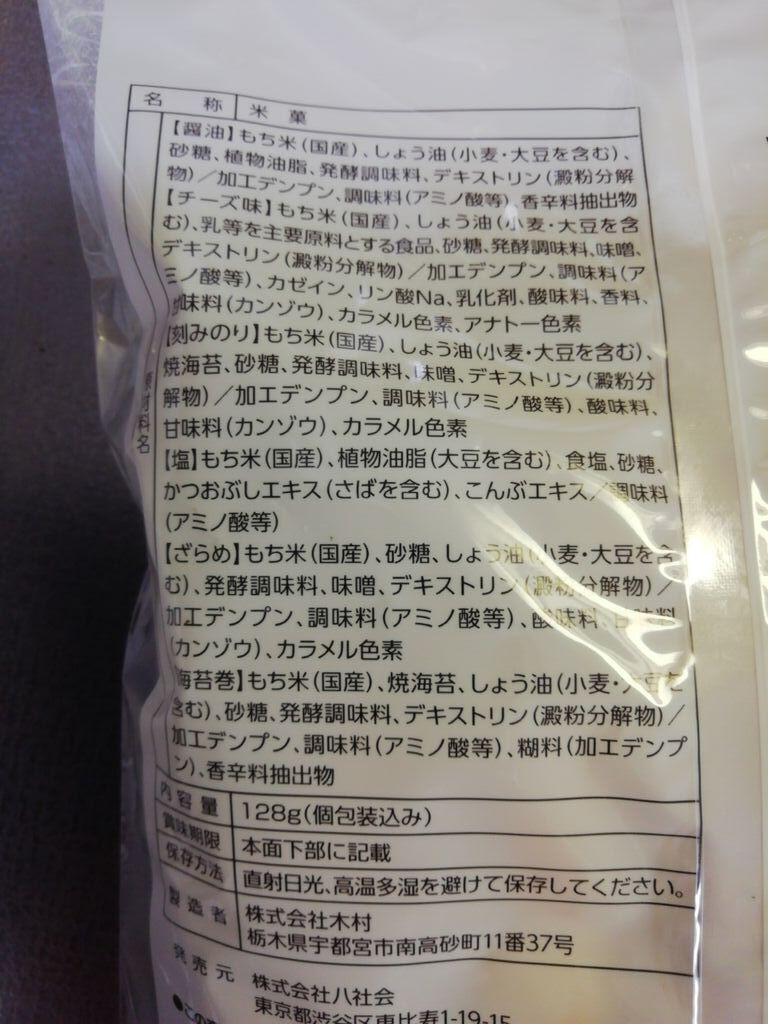 名称 米菓
原材料名
【醤油】もち米(国産)、しょう油(小麦・大豆を含む)、
砂糖、植物油脂、発酵調味料、デキストリン(澱粉分解
物)／加工デンプン、調味料(アミノ酸等)、香辛料抽出物
【チーズ味】もち米(国産)、しょう油(小麦・大豆を含
む)、乳等を主要原料とする食品、砂糖、発酵調味料、味噌、
デキストリン(澱粉分解物)／加工デンプン、調味料(ア
ミノ酸等)、カゼイン、リン酸Na、乳化剤、酸味料、香料、
甘味料(カンゾウ)、カラメル色素、アナトー色素
【刻みのり】もち米(国産)、しょう油(小麦・大豆を含む)、
焼海苔、砂糖、発酵調味料、味噌、デキストリン(澱粉分
解物)／加工デンプン、調味料(アミノ酸等)、酸味料、
甘味料(カンゾウ)、カラメル色素
【塩】もち米(国産)、植物油脂(大豆を含む)、食塩、砂糖、
かつおぶしエキス(さばを含む)、こんぶエキス／調味料
(アミノ酸等)
【ざらめ】もち米(国産)、砂糖、しょう油(小麦・大豆を含
む)、発酵調味料、味噌、デキストリン(澱粉分解物)／
加工デンプン、調味料(アミノ酸等)、酸味料、甘味料
(カンゾウ)、カラメル色素
【海苔巻】もち米(国産)、焼海苔、しょう油(小麦・大豆を
含む)、砂糖、発酵調味料、デキストリン(澱粉分解物)／
加工デンプン、調味料(アミノ酸等)、糊料(加工デンプ
ン)、香辛料抽出物
内容量 128g(個包装込み)
賞味期限 本面下部に記載
保存方法 直射日光、高温多湿を避けて保存してください。
製造者 株式会社木村
栃木県宇都宮市南高砂町11番37号
発売元 株式会社八社会
東京都渋谷区恵比寿1-19-15
●この